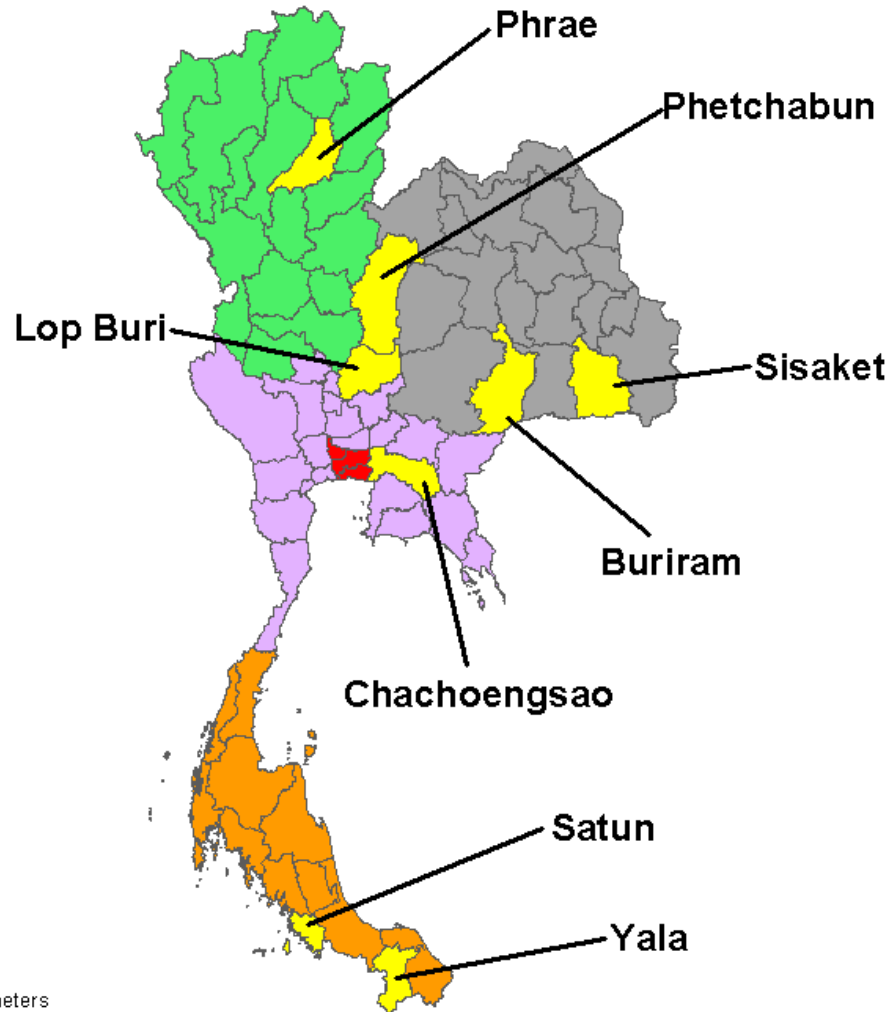 Phrae
Phetchabun
Lop Buri
Sisaket
Buriram
Chachoengsao
Satun
Yala